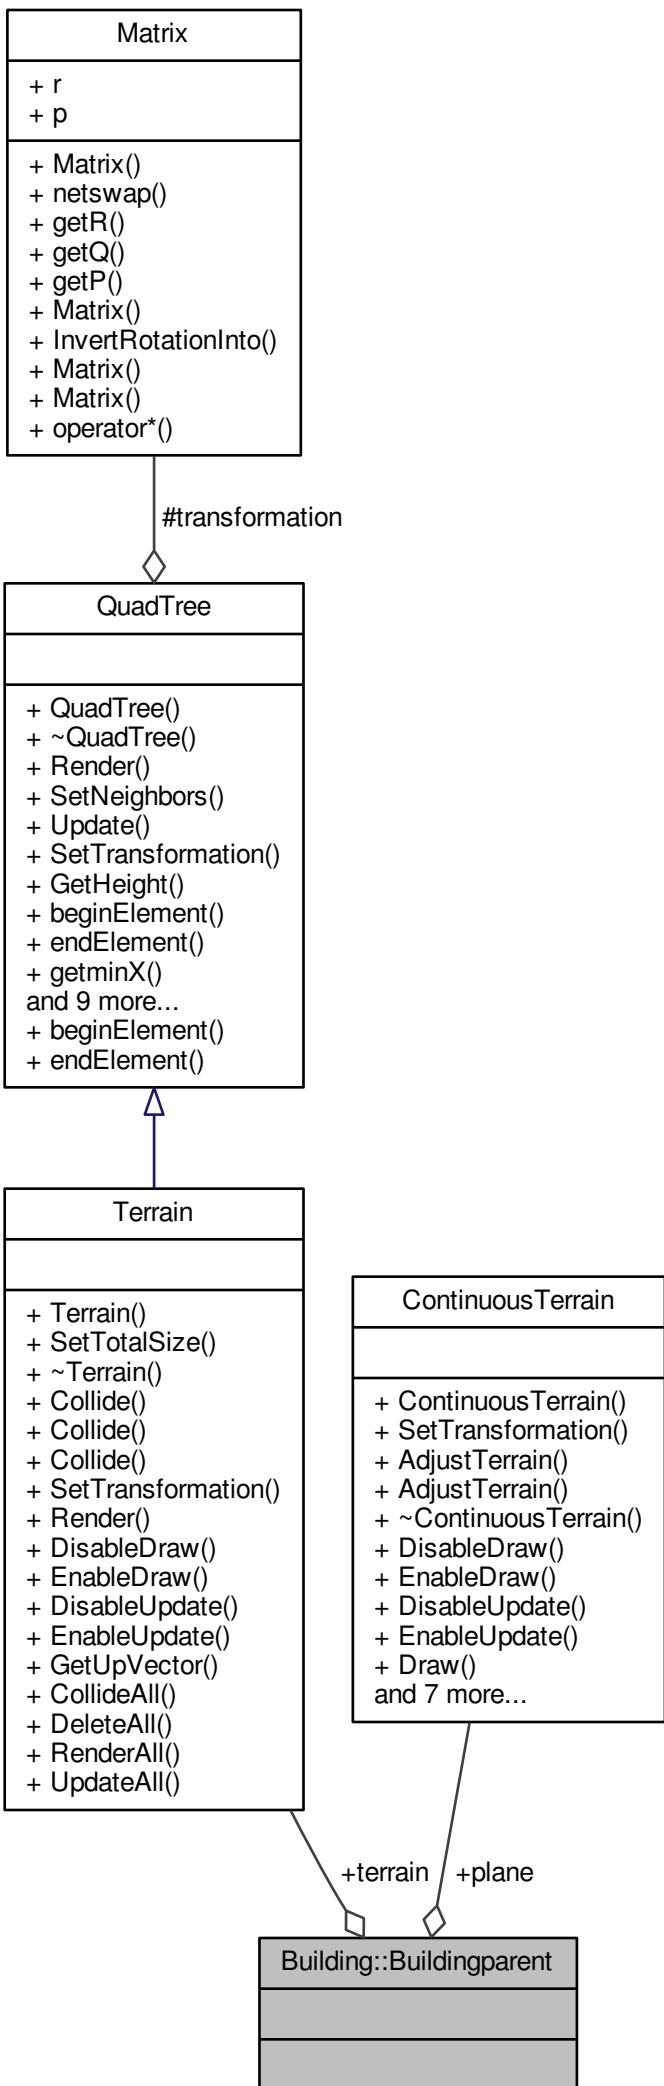 Matrix
+ r
+ p
+ Matrix()
+ netswap()
+ getR()
+ getQ()
+ getP()
+ Matrix()
+ InvertRotationInto()
+ Matrix()
+ Matrix()
+ operator*()
#transformation
QuadTree
+ QuadTree()
+ ~QuadTree()
+ Render()
+ SetNeighbors()
+ Update()
+ SetTransformation()
+ GetHeight()
+ beginElement()
+ endElement()
+ getminX()
and 9 more...
+ beginElement()
+ endElement()
Terrain
+ Terrain()
+ SetTotalSize()
+ ~Terrain()
+ Collide()
+ Collide()
+ Collide()
+ SetTransformation()
+ Render()
+ DisableDraw()
+ EnableDraw()
+ DisableUpdate()
+ EnableUpdate()
+ GetUpVector()
+ CollideAll()
+ DeleteAll()
+ RenderAll()
+ UpdateAll()
ContinuousTerrain
+ ContinuousTerrain()
+ SetTransformation()
+ AdjustTerrain()
+ AdjustTerrain()
+ ~ContinuousTerrain()
+ DisableDraw()
+ EnableDraw()
+ DisableUpdate()
+ EnableUpdate()
+ Draw()
and 7 more...
+terrain
+plane
Building::Buildingparent